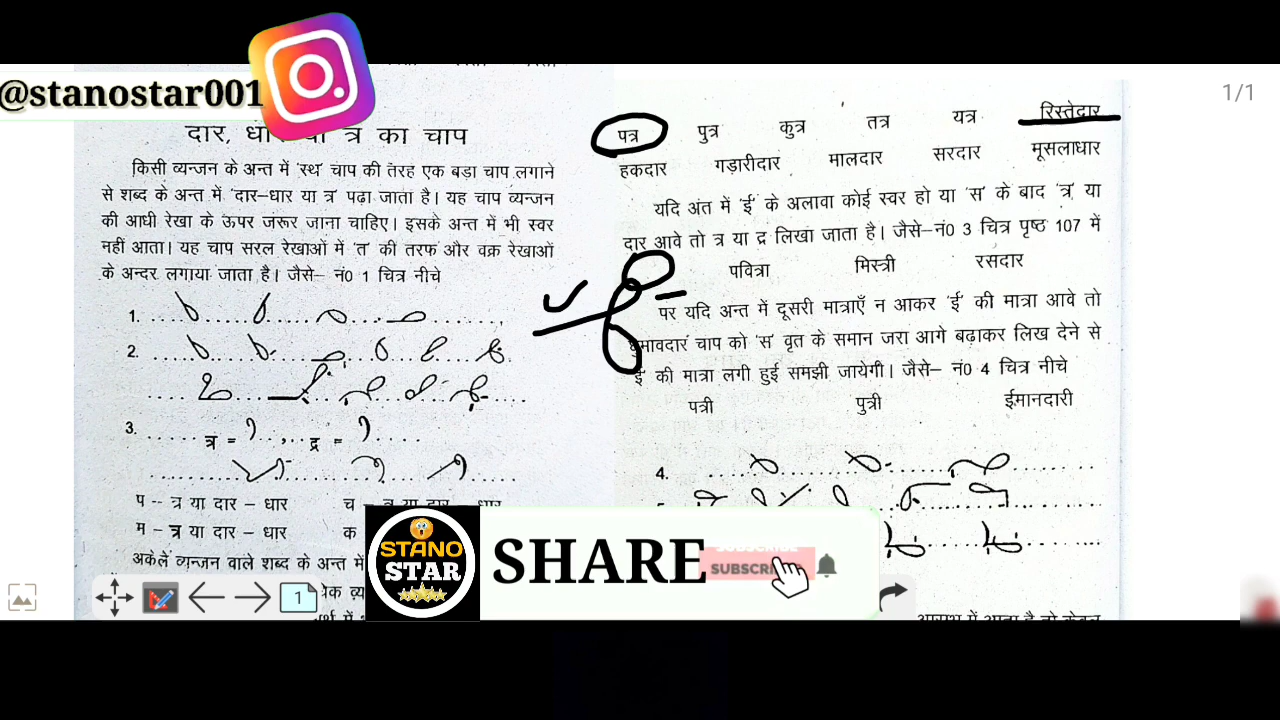 @stanostar001
1/1
दार, धार या त्र का चाप
किसी व्यन्जन के अन्त में 'स्थ' चाप की तरह एक बड़ा चाप लगाने
से शब्द के अन्त में 'दार–धार या त्र' पढ़ा जाता है। यह चाप व्यन्जन
की आधी रेखा के ऊपर जरूर जाना चाहिए। इसके अन्त में भी स्वर
नहीं आता। यह चाप सरल रेखाओं में 'त' की तरफ और वक्र रेखाओं
के अन्दर लगाया जाता है। जैसे– नं0 1 चित्र नीचे
1.
2.
3.
त्र = , द्र =
प – त्र या दार – धार च – त्र या दार – धार
म – त्र या दार – धार क
अकेले व्यन्जन वाले शब्द के अन्त में
पत्र पुत्र कुत्र तत्र यत्र रिस्तेदार
हकदार गड़ारीदार मालदार सरदार मूसलाधार
यदि अंत में 'ई' के अलावा कोई स्वर हो या 'स' के बाद 'त्र' या
दार आवे तो त्र या द्र लिखा जाता है। जैसे–नं0 3 चित्र पृष्ठ 107 में
पवित्रा मिस्त्री रसदार
पर यदि अन्त में दूसरी मात्राएँ न आकर 'ई' की मात्रा आवे तो
घुमावदार चाप को 'स' वृत के समान जरा आगे बढ़ाकर लिख देने से
'ई' की मात्रा लगी हुई समझी जायेगी। जैसे– नं0 4 चित्र नीचे
पत्री पुत्री ईमानदारी
4.
STANO
STAR
SHARE
SUBSCRIBE
1